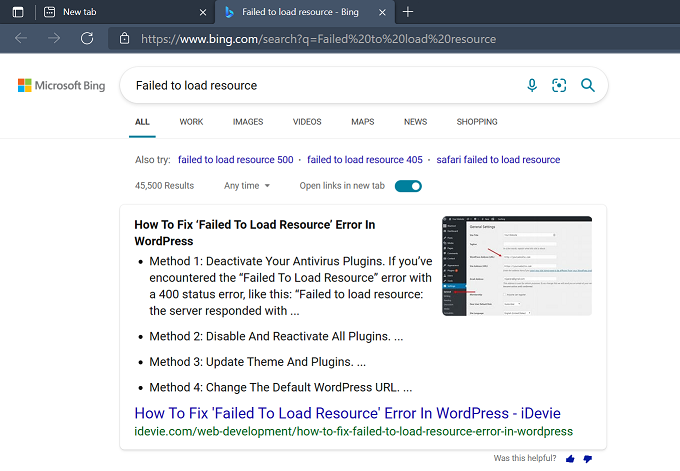 New tab
Failed to load resource - Bing
https://www.bing.com/search?q=Failed%20to%20load%20resource
Microsoft Bing
Failed to load resource
ALL WORK IMAGES VIDEOS MAPS NEWS SHOPPING
Also try: failed to load resource 500 · failed to load resource 405 · safari failed to load resource
45,500 Results Any time Open links in new tab
How To Fix ‘Failed To Load Resource’ Error In
WordPress
General Settings
• Method 1: Deactivate Your Antivirus Plugins. If you’ve
encountered the “Failed To Load Resource” error with
a 400 status error, like this: “Failed to load resource:
the server responded with ...
• Method 2: Disable And Reactivate All Plugins. ...
• Method 3: Update Theme And Plugins. ...
• Method 4: Change The Default WordPress URL. ...
How To Fix 'Failed To Load Resource' Error In WordPress - iDevie
idevie.com/web-development/how-to-fix-failed-to-load-resource-error-in-wordpress
Was this helpful?